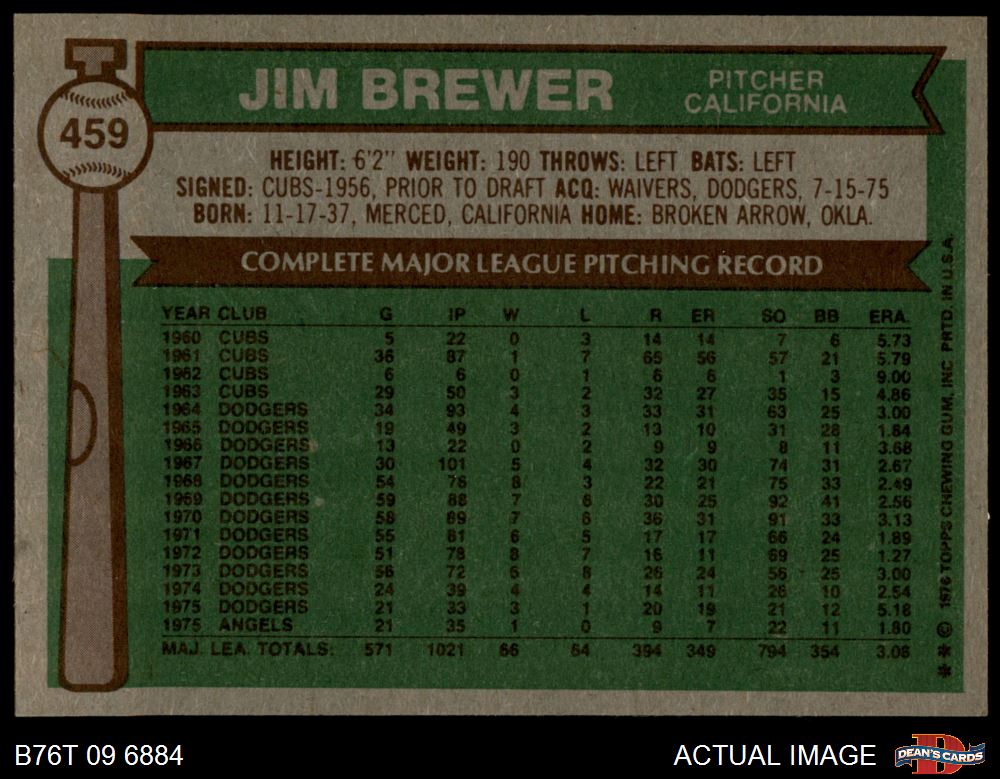 JIM BREWER
PITCHER
CALIFORNIA
459
HEIGHT: 6'2" WEIGHT: 190 THROWS: LEFT BATS: LEFT
SIGNED: CUBS-1956, PRIOR TO DRAFT ACQ: WAIVERS, DODGERS, 7-15-75
BORN: 11-17-37, MERCED, CALIFORNIA HOME: BROKEN ARROW, OKLA.
COMPLETE MAJOR LEAGUE PITCHING RECORD
YEAR CLUB G IP W L R ER SO BB ERA.
1960 CUBS 5 22 0 3 14 14 7 6 5.73
1961 CUBS 36 87 1 7 65 56 57 21 5.79
1962 CUBS 6 6 0 1 6 6 1 3 9.00
1963 CUBS 29 50 3 2 32 27 35 15 4.86
1964 DODGERS 34 93 4 3 33 31 63 25 3.00
1965 DODGERS 19 49 3 2 13 10 31 28 1.84
1966 DODGERS 13 22 0 2 9 9 8 11 3.68
1967 DODGERS 30 101 5 4 32 30 74 31 2.67
1968 DODGERS 54 76 8 3 22 21 75 33 2.49
1969 DODGERS 59 88 7 6 30 25 92 41 2.56
1970 DODGERS 58 89 7 6 36 31 91 33 3.13
1971 DODGERS 55 81 6 5 17 17 66 24 1.89
1972 DODGERS 51 78 8 7 16 11 69 25 1.27
1973 DODGERS 56 72 6 8 26 24 56 25 3.00
1974 DODGERS 24 39 4 4 14 11 26 10 2.54
1975 DODGERS 21 33 3 1 20 19 21 12 5.18
1975 ANGELS 21 35 1 0 9 7 22 11 1.80
MAJ. LEA. TOTALS: 571 1021 66 64 394 349 794 354 3.08
* * © 1976 TOPPS CHEWING GUM, INC. PRTD. IN U.S.A.
B76T 09 6884
ACTUAL IMAGE
D
DEAN'S CARDS